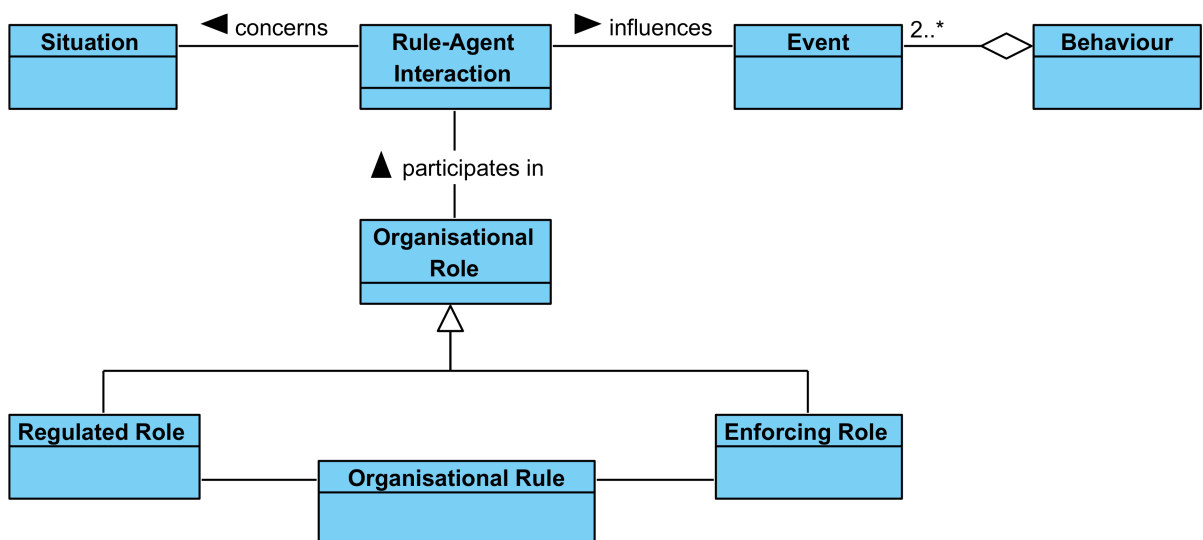 Situation
concerns
Rule-Agent
Interaction
influences
Event
2..*
Behaviour
participates in
Organisational
Role
Regulated Role
Enforcing Role
Organisational Rule